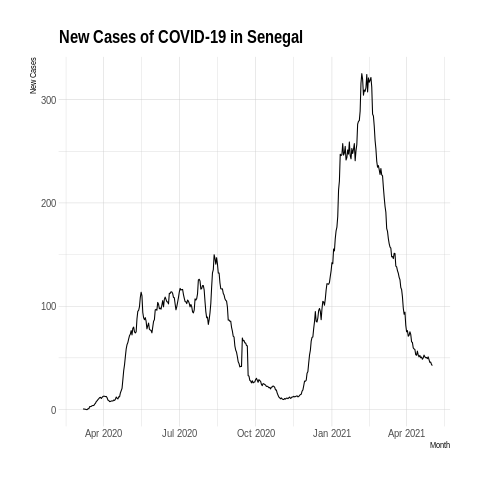 New Cases of COVID-19 in Senegal
New Cases
300
200
100
0
Apr 2020 Jul 2020 Oct 2020 Jan 2021 Apr 2021
Month